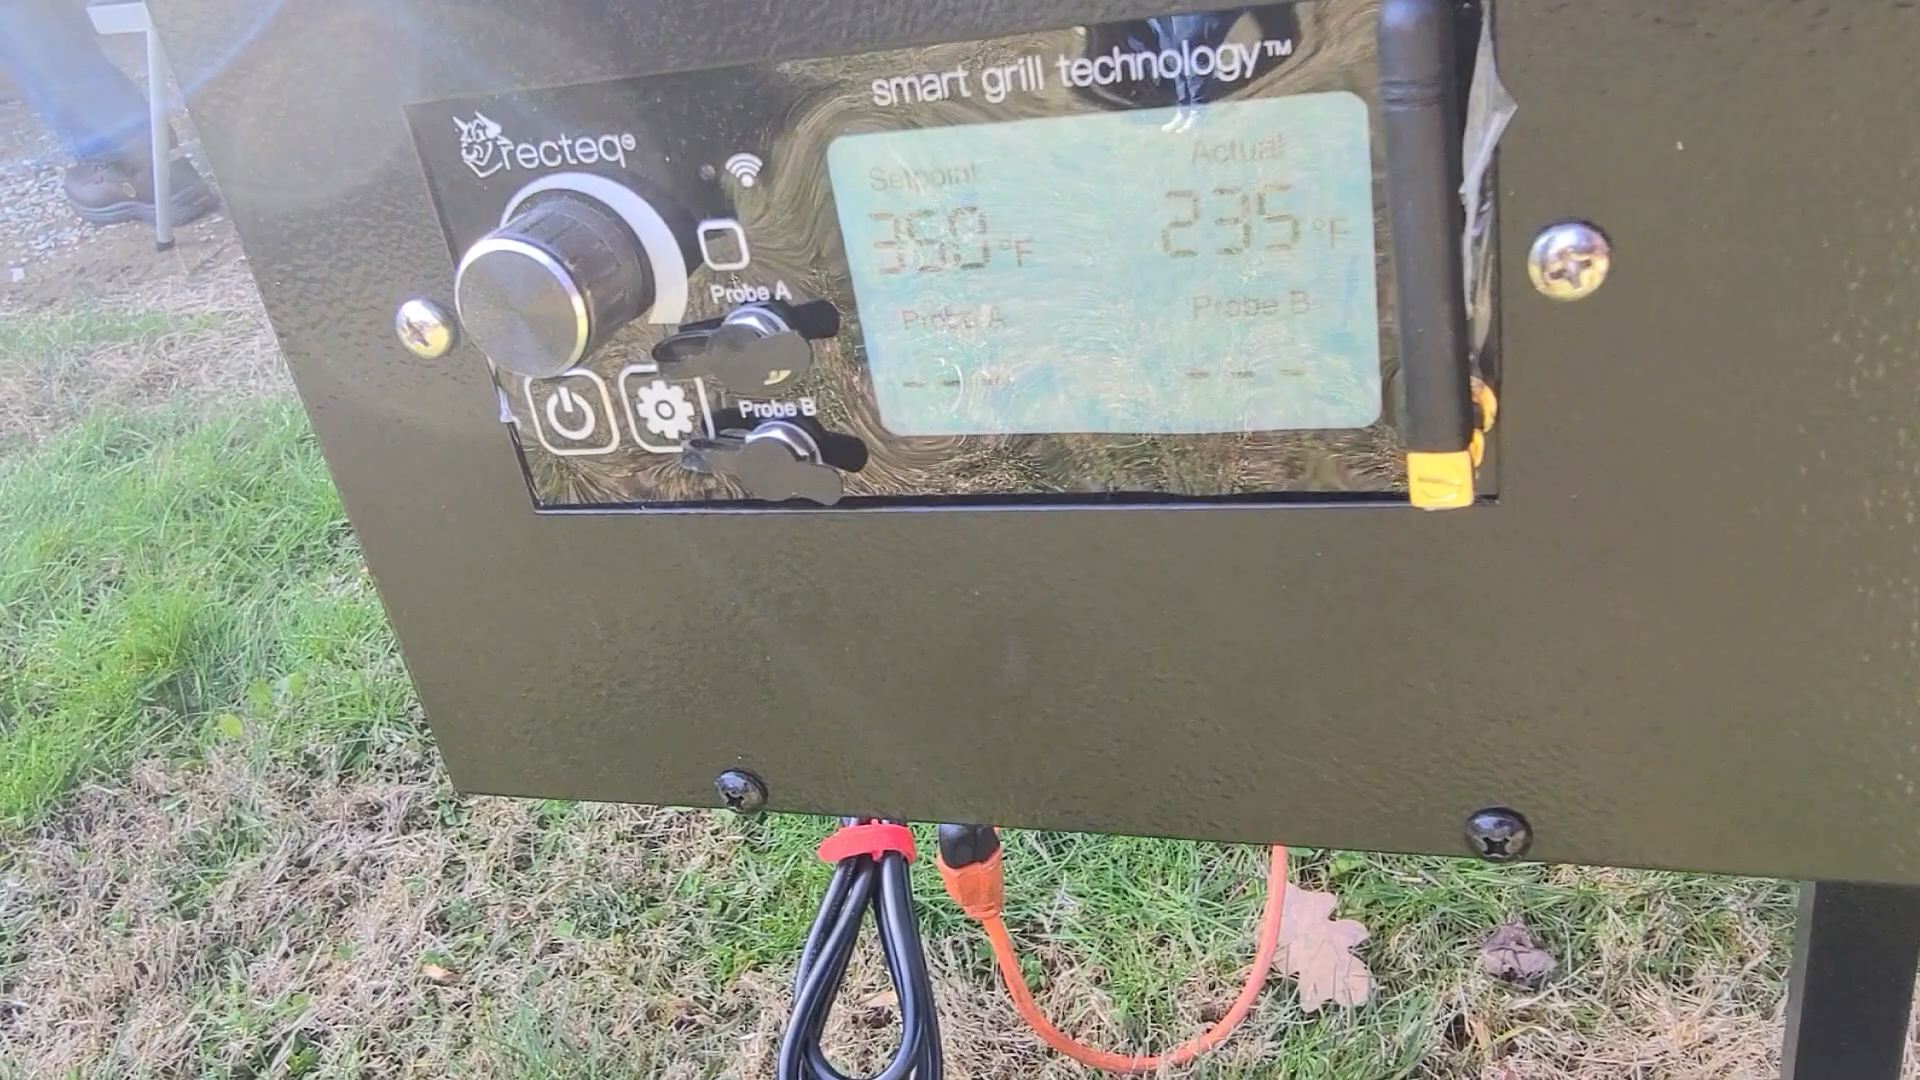 smart grill technology™
recteq®
Setpoint
Actual
350°F
235°F
Probe A
Probe A
Probe B
--- 
---
Probe B